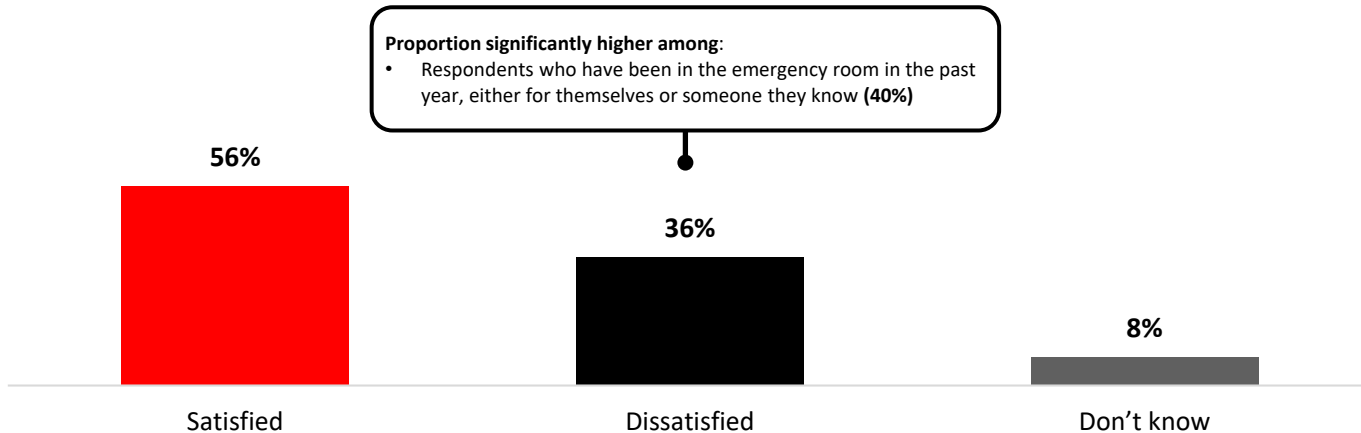 Proportion significantly higher among:
• Respondents who have been in the emergency room in the past
year, either for themselves or someone they know (40%)
56%
36%
8%
Satisfied
Dissatisfied
Don’t know